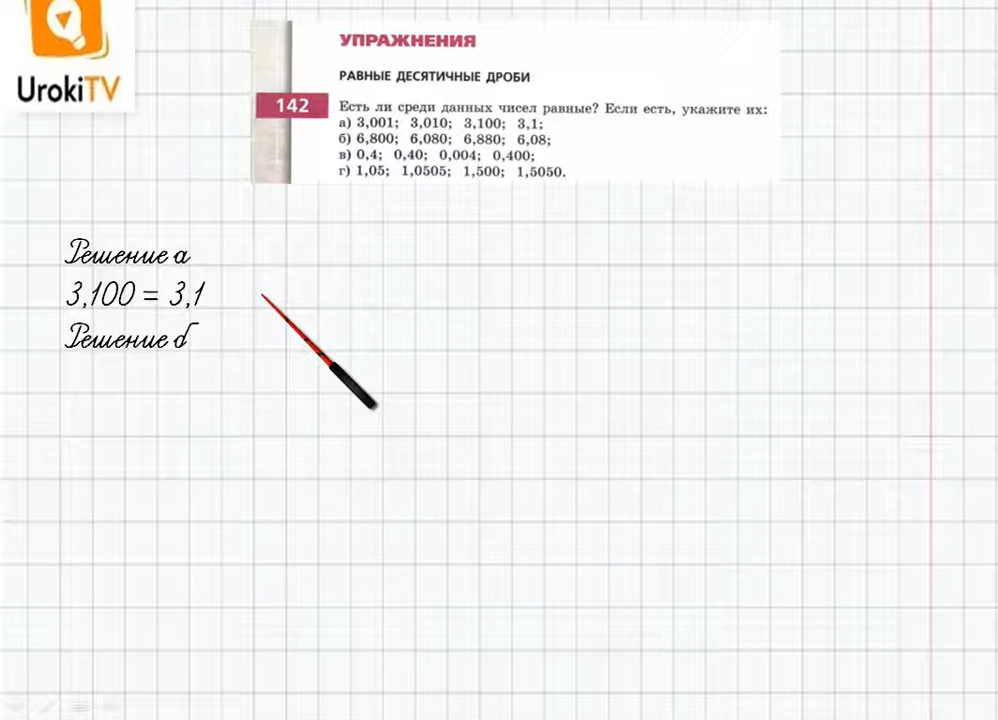 UrokiTV
УПРАЖНЕНИЯ
РАВНЫЕ ДЕСЯТИЧНЫЕ ДРОБИ
142 Есть ли среди данных чисел равные? Если есть, укажите их:
а) 3,001; 3,010; 3,100; 3,1;
б) 6,800; 6,080; 6,880; 6,08;
в) 0,4; 0,40; 0,004; 0,400;
г) 1,05; 1,0505; 1,500; 1,5050.
Решение а
3,100 = 3,1
Решение б